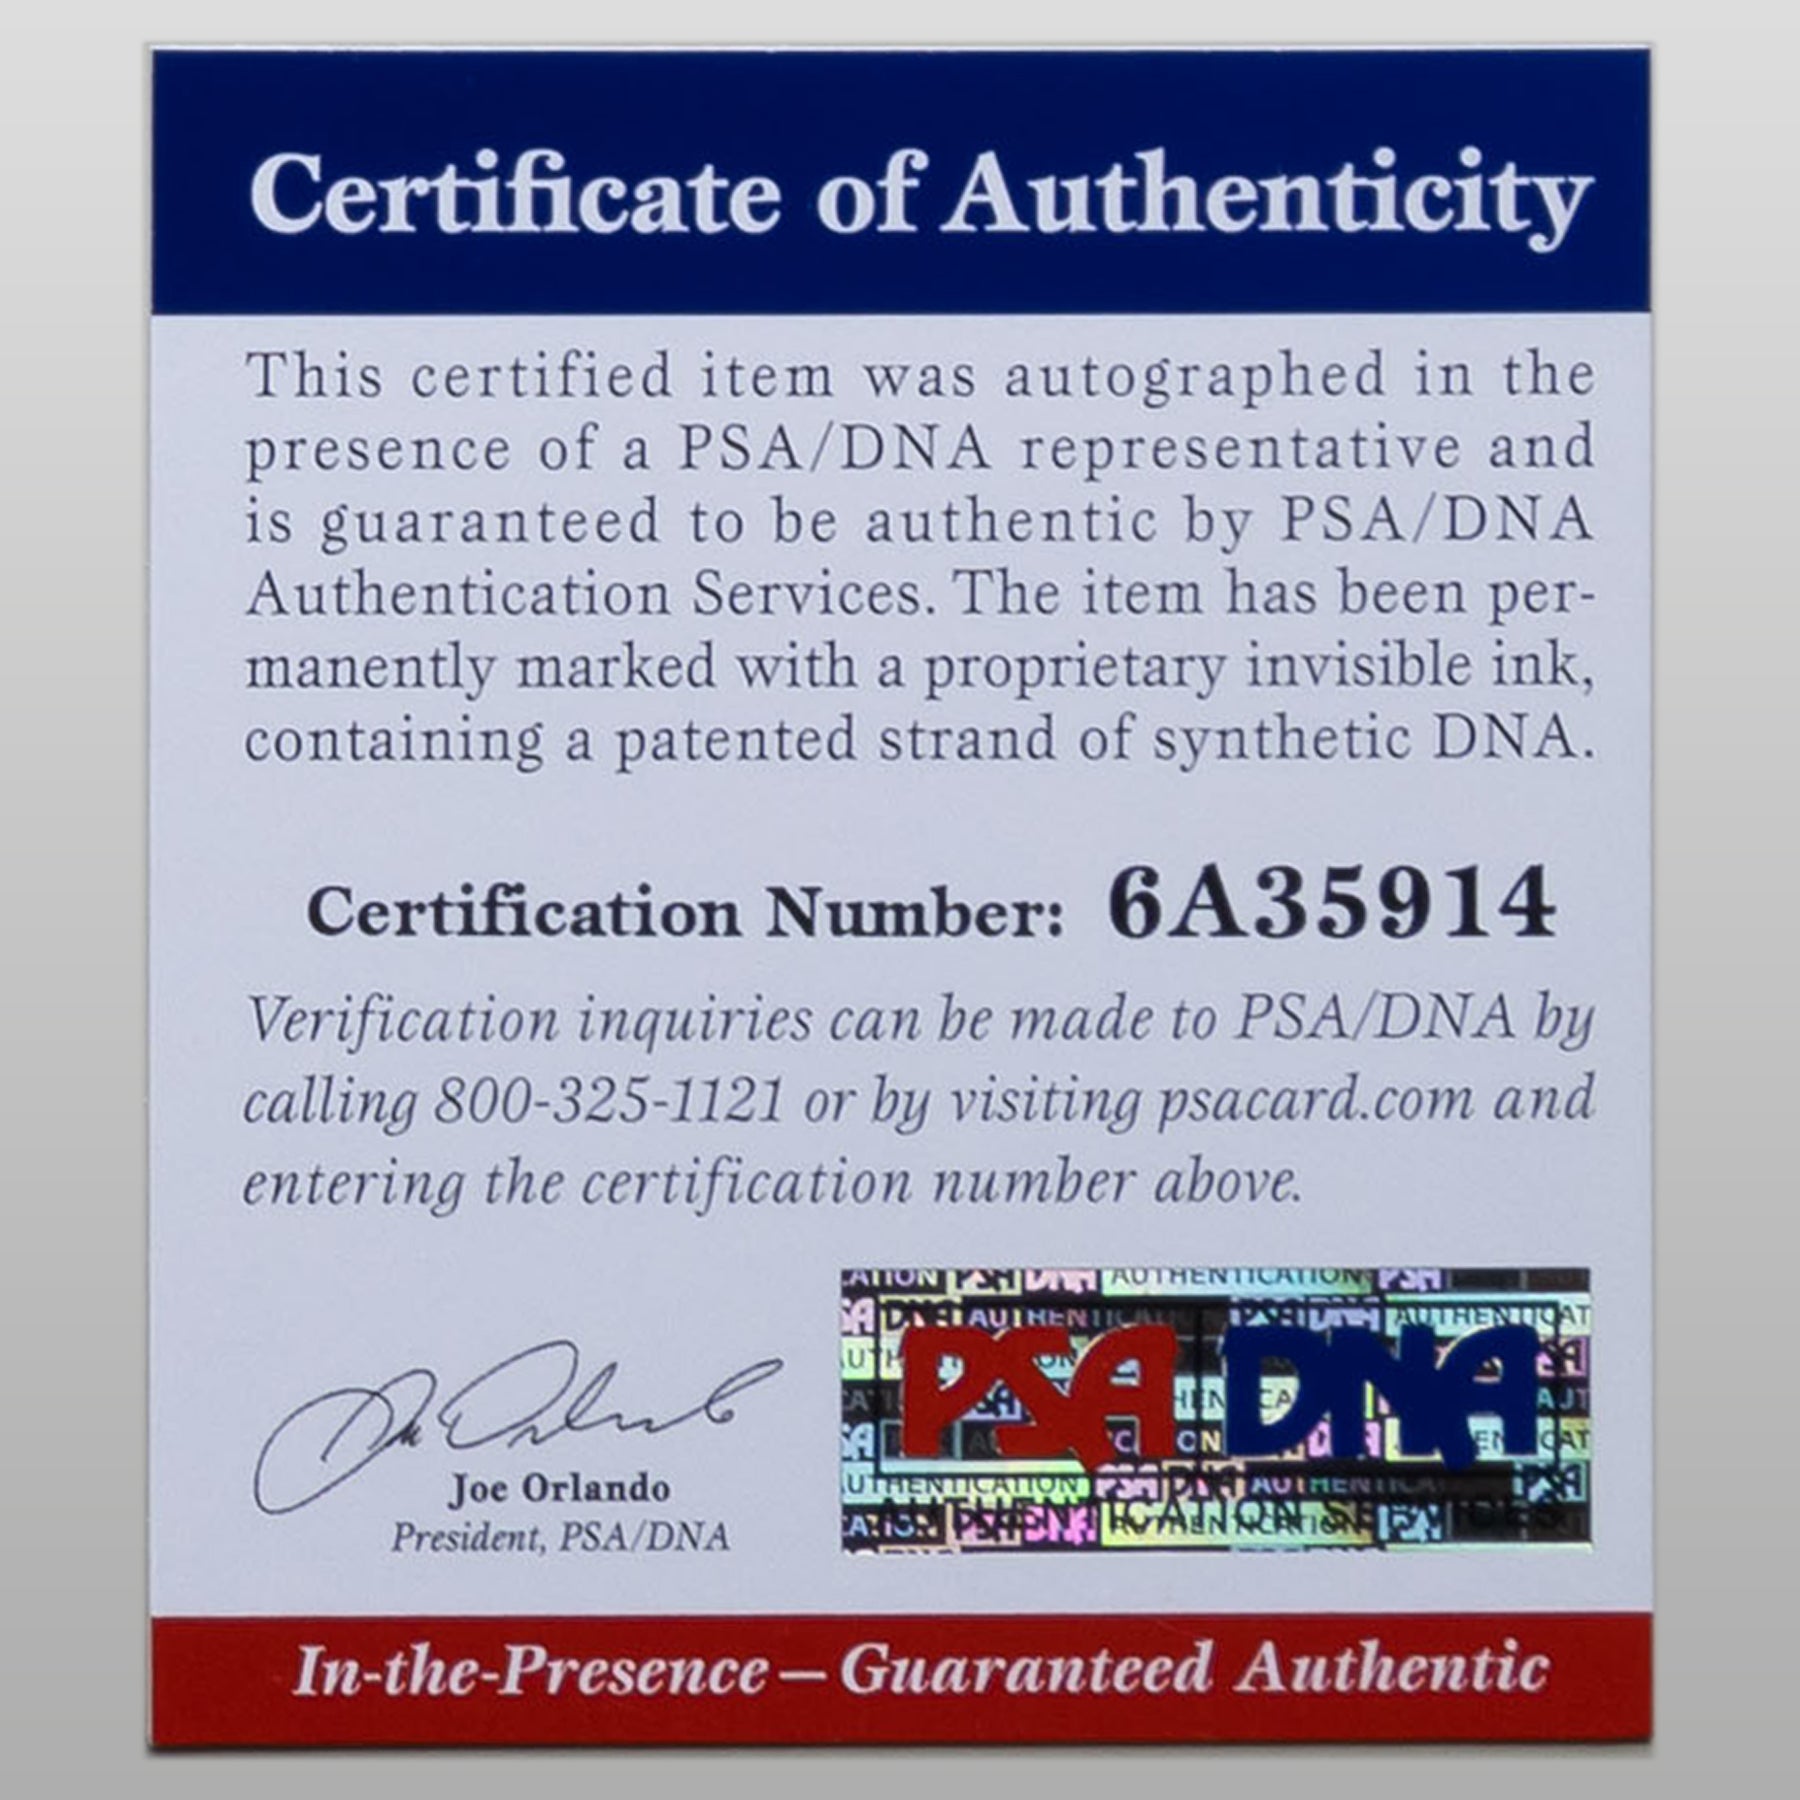 Certificate of Authenticity
This certified item was autographed in the
presence of a PSA/DNA representative and
is guaranteed to be authentic by PSA/DNA
Authentication Services. The item has been per-
manently marked with a proprietary invisible ink,
containing a patented strand of synthetic DNA.
Certification Number: 6A35914
Verification inquiries can be made to PSA/DNA by
calling 800-325-1121 or by visiting psacard.com and
entering the certification number above.
Joe Orlando
President, PSA/DNA
PSA DNA
AUTHENTICATION SERVICES
In-the-Presence—Guaranteed Authentic